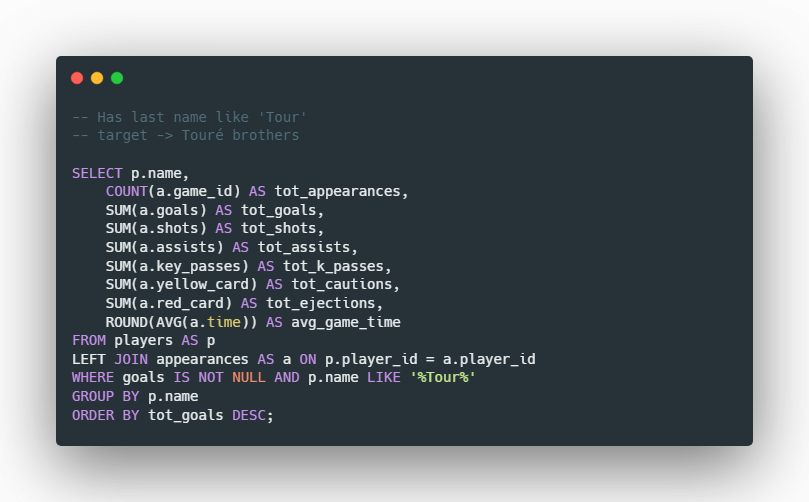 -- Has last name like 'Tour'
-- target -> Touré brothers
SELECT p.name,
COUNT(a.game_id) AS tot_appearances,
SUM(a.goals) AS tot_goals,
SUM(a.shots) AS tot_shots,
SUM(a.assists) AS tot_assists,
SUM(a.key_passes) AS tot_k_passes,
SUM(a.yellow_card) AS tot_cautions,
SUM(a.red_card) AS tot_ejections,
ROUND(AVG(a.time)) AS avg_game_time
FROM players AS p
LEFT JOIN appearances AS a ON p.player_id = a.player_id
WHERE goals IS NOT NULL AND p.name LIKE '%Tour%'
GROUP BY p.name
ORDER BY tot_goals DESC;